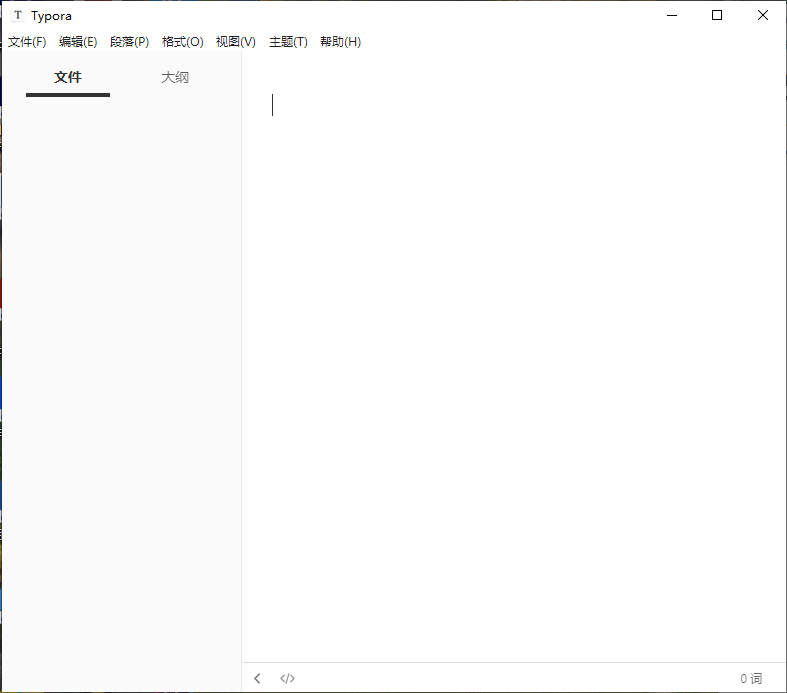 T Typora
文件(F) 编辑(E) 段落(P) 格式(O) 视图(V) 主题(T) 帮助(H)
文件 大纲
</> 0 词